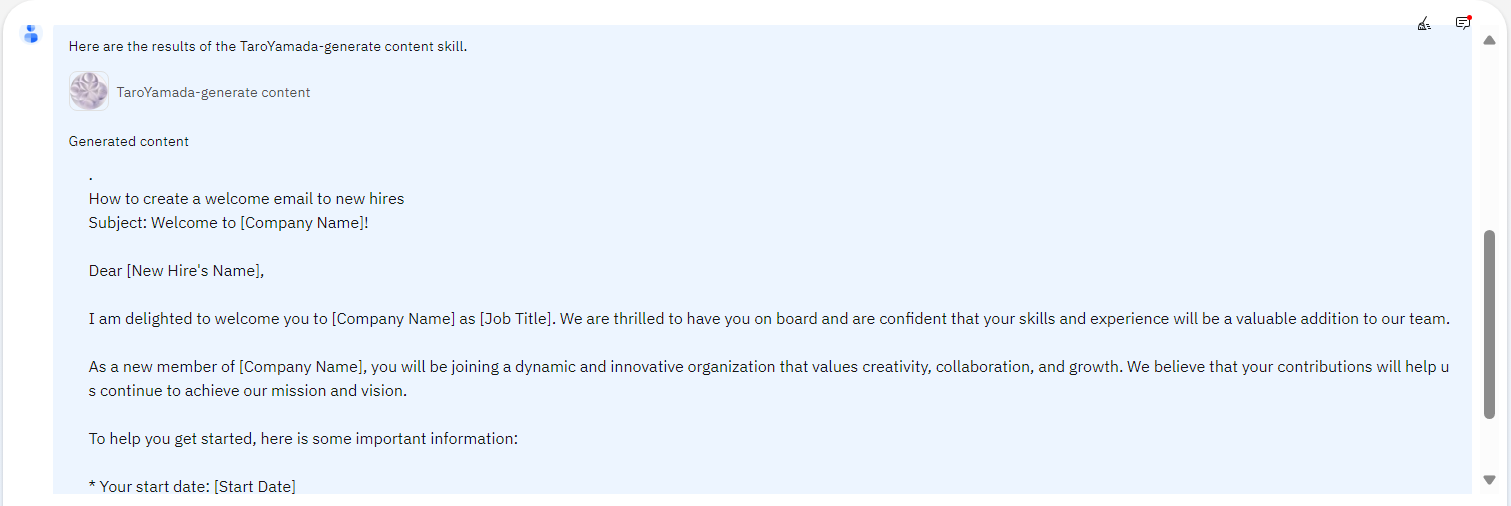 Here are the results of the TaroYamada-generate content skill.
TaroYamada-generate content
Generated content
.
How to create a welcome email to new hires
Subject: Welcome to [Company Name]!
Dear [New Hire's Name],
I am delighted to welcome you to [Company Name] as [Job Title]. We are thrilled to have you on board and are confident that your skills and experience will be a valuable addition to our team.
As a new member of [Company Name], you will be joining a dynamic and innovative organization that values creativity, collaboration, and growth. We believe that your contributions will help u
s continue to achieve our mission and vision.
To help you get started, here is some important information:
* Your start date: [Start Date]